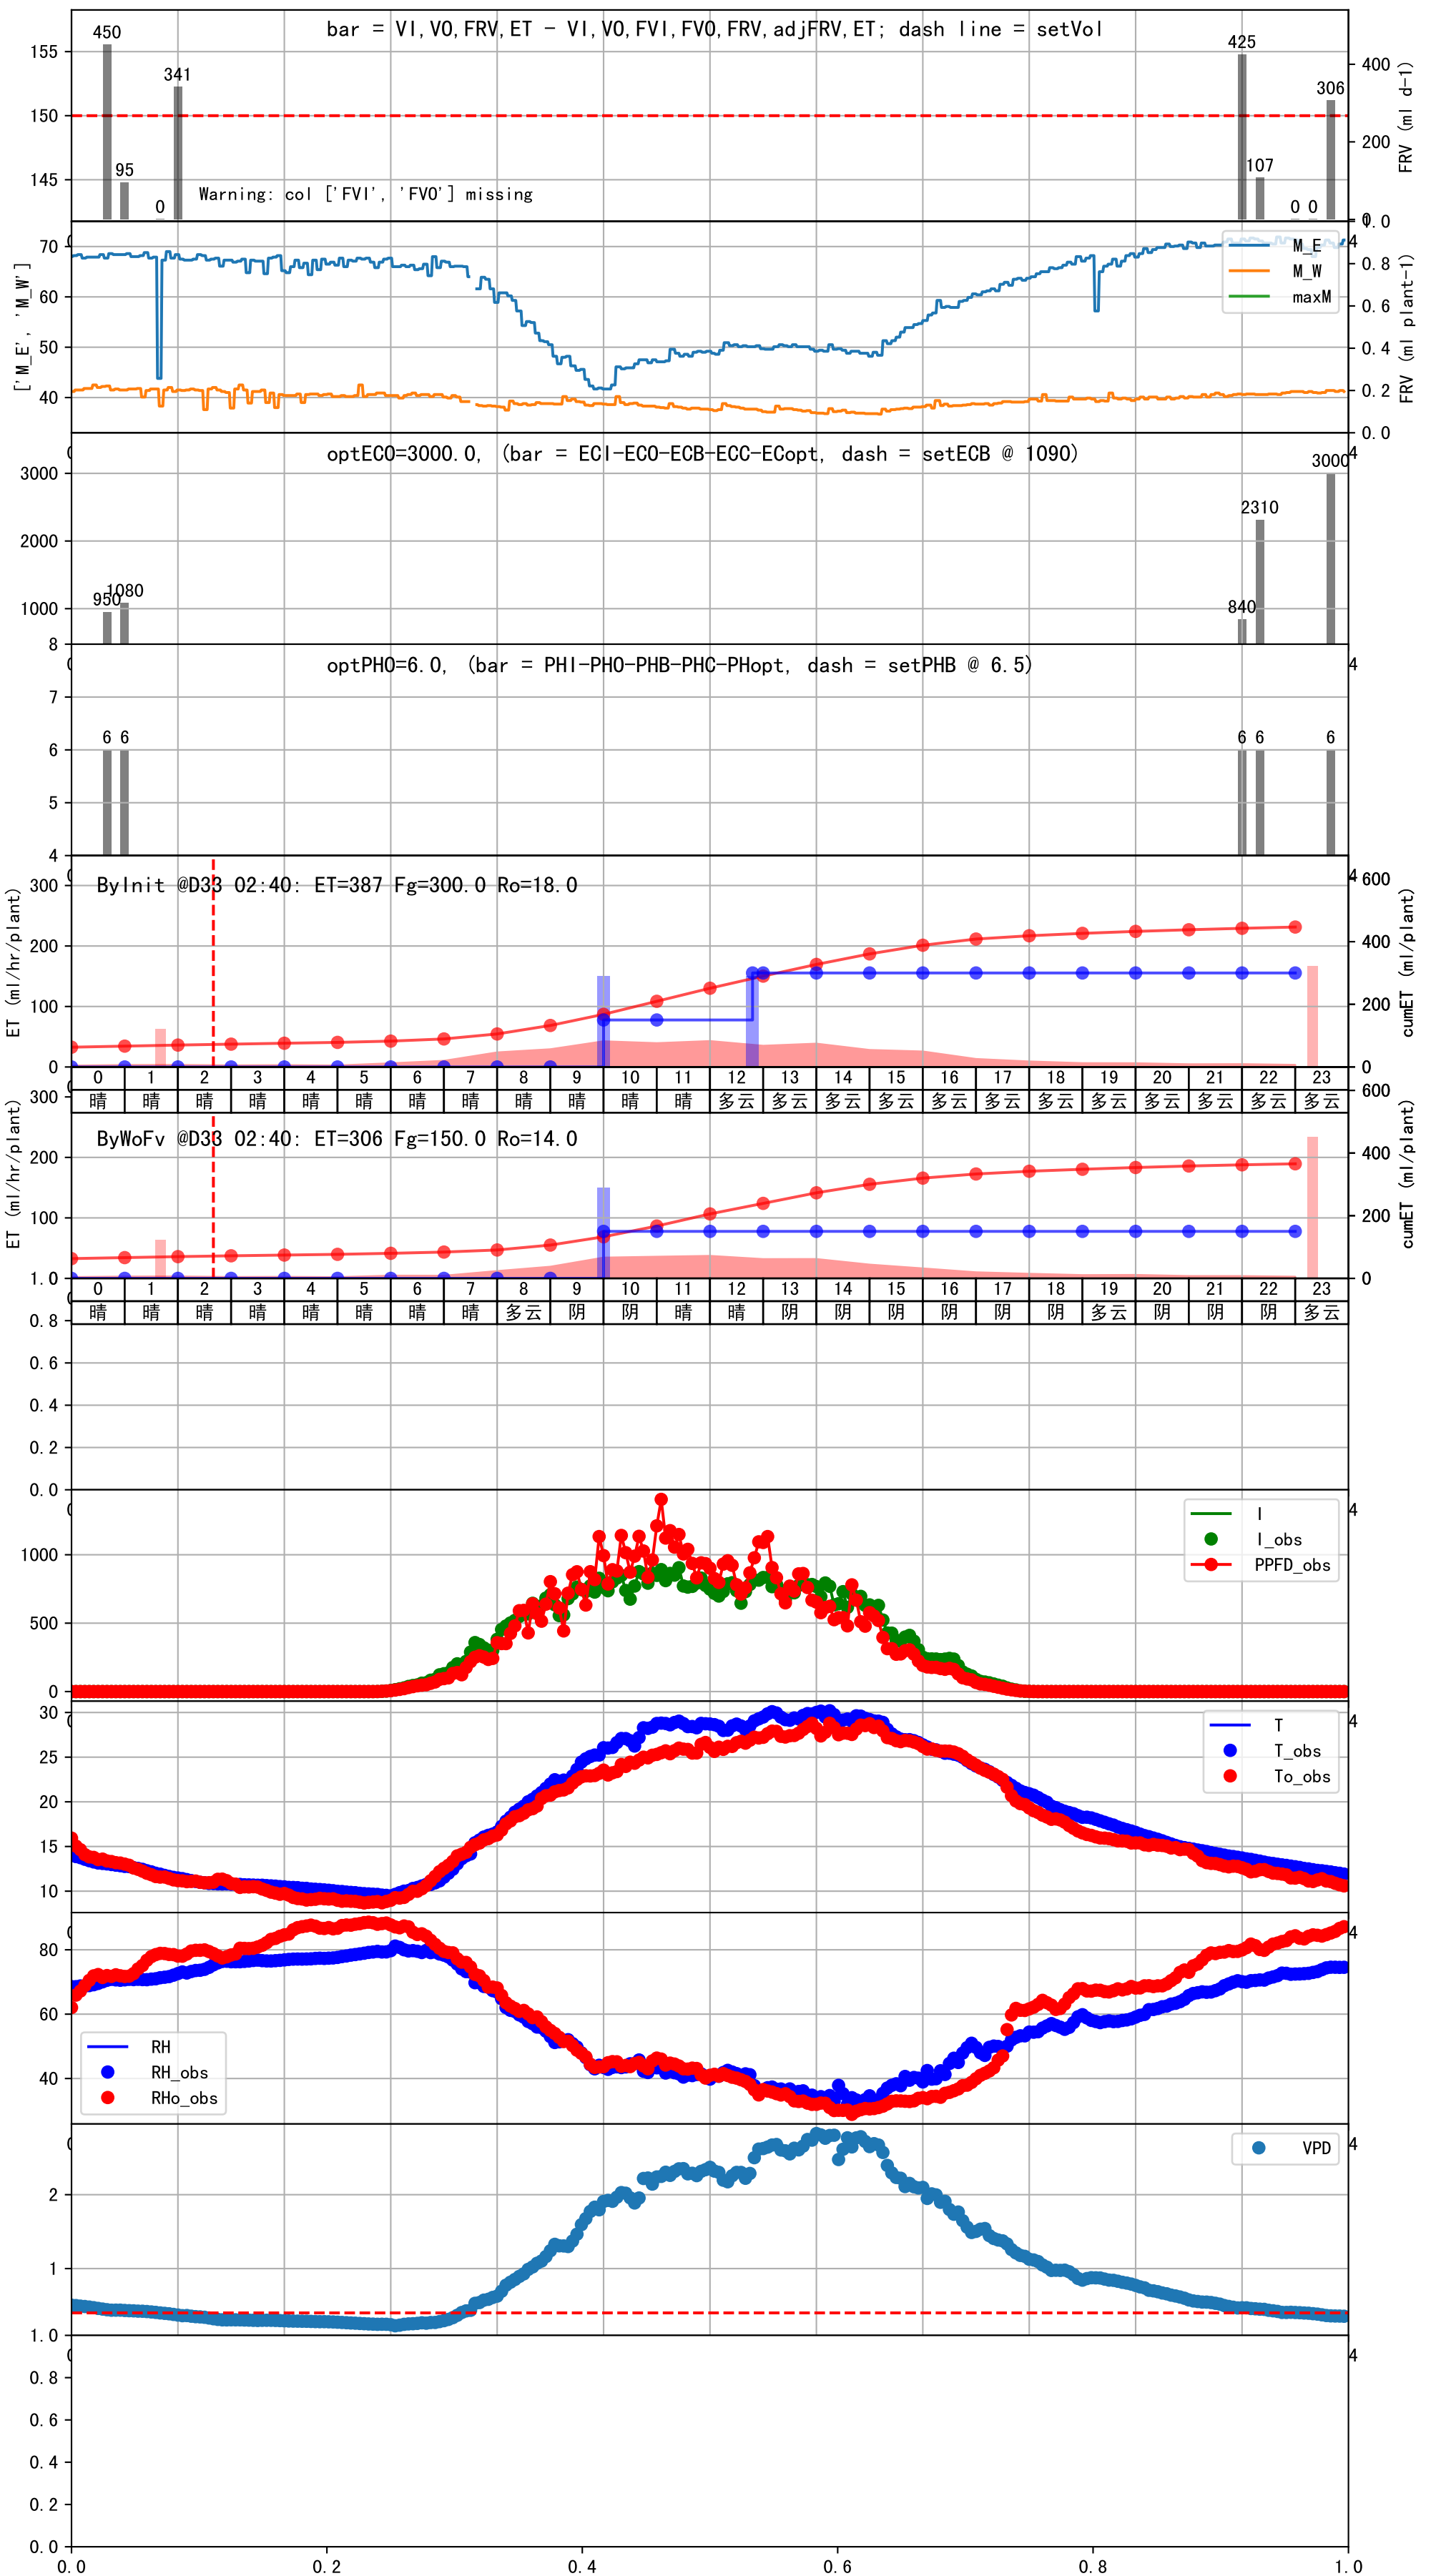 bar = VI,VO,FRV,ET - VI,VO,FVI,FVO,FRV,adjFRV,ET; dash line = setVol
450
95
0
341
425
107
0
0
306
155
150
145
400
200
0
FRV (ml d-1)
Warning: col ['FVI', 'FVO'] missing
['M_E', 'M_W']
70
60
50
40
M_E
M_W
maxM
1.0
0.8
0.6
0.4
0.2
0.0
FRV (ml plant-1)
optECO=3000.0, (bar = ECI-ECO-ECB-ECC-ECopt, dash = setECB @ 1090)
3000
2000
1000
950
1080
840
2310
3000
optPHO=6.0, (bar = PHI-PHO-PHB-PHC-PHopt, dash = setPHB @ 6.5)
8
7
6
5
4
6
6
6
6
6
ByInit @D33 02:40: ET=387 Fg=300.0 Ro=18.0
ET (ml/hr/plant)
300
200
100
0
600
400
200
0
cumET (ml/plant)
0 1 2 3 4 5 6 7 8 9 10 11 12 13 14 15 16 17 18 19 20 21 22 23
晴 晴 晴 晴 晴 晴 晴 晴 晴 晴 晴 晴 多云 多云 多云 多云 多云 多云 多云 多云 多云 多云 多云 多云
ByWoFv @D33 02:40: ET=306 Fg=150.0 Ro=14.0
ET (ml/hr/plant)
300
200
100
600
400
200
0
cumET (ml/plant)
0 1 2 3 4 5 6 7 8 9 10 11 12 13 14 15 16 17 18 19 20 21 22 23
晴 晴 晴 晴 晴 晴 晴 晴 多云 阴 阴 晴 晴 阴 阴 阴 阴 阴 阴 多云 阴 阴 阴 多云
1.0
0.8
0.6
0.4
0.2
0.0
1000
500
0
I
I_obs
PPFD_obs
30
25
20
15
10
T
T_obs
To_obs
80
60
40
RH
RH_obs
RHo_obs
2
1
VPD
1.0
0.8
0.6
0.4
0.2
0.0
0.0 0.2 0.4 0.6 0.8 1.0